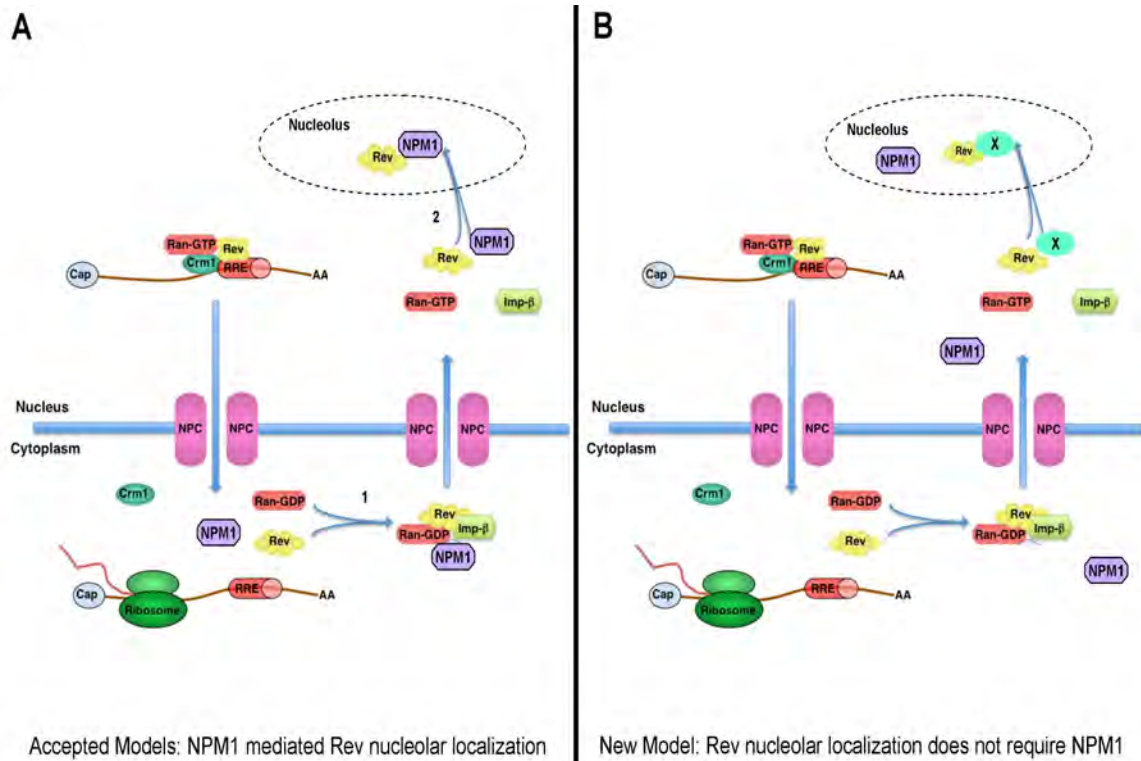 A
Nucleolus
Rev
NPM1
2
NPM1
Rev
Ran-GTP
Rev
Crm1
RRE
Cap
AA
Ran-GTP
Imp-β
Nucleus
NPC
NPC
NPC
NPC
Cytoplasm
Crm1
Ran-GDP
1
NPM1
Rev
Rev
Ran-GDP
Imp-β
NPM1
Cap
Ribosome
RRE
AA
Accepted Models: NPM1 mediated Rev nucleolar localization
B
Nucleolus
NPM1
Rev
X
X
Rev
Ran-GTP
Rev
Crm1
RRE
Cap
AA
Ran-GTP
Imp-β
NPM1
Nucleus
NPC
NPC
NPC
NPC
Cytoplasm
Crm1
Ran-GDP
Rev
Rev
Ran-GDP
Imp-β
NPM1
Cap
Ribosome
RRE
AA
New Model: Rev nucleolar localization does not require NPM1